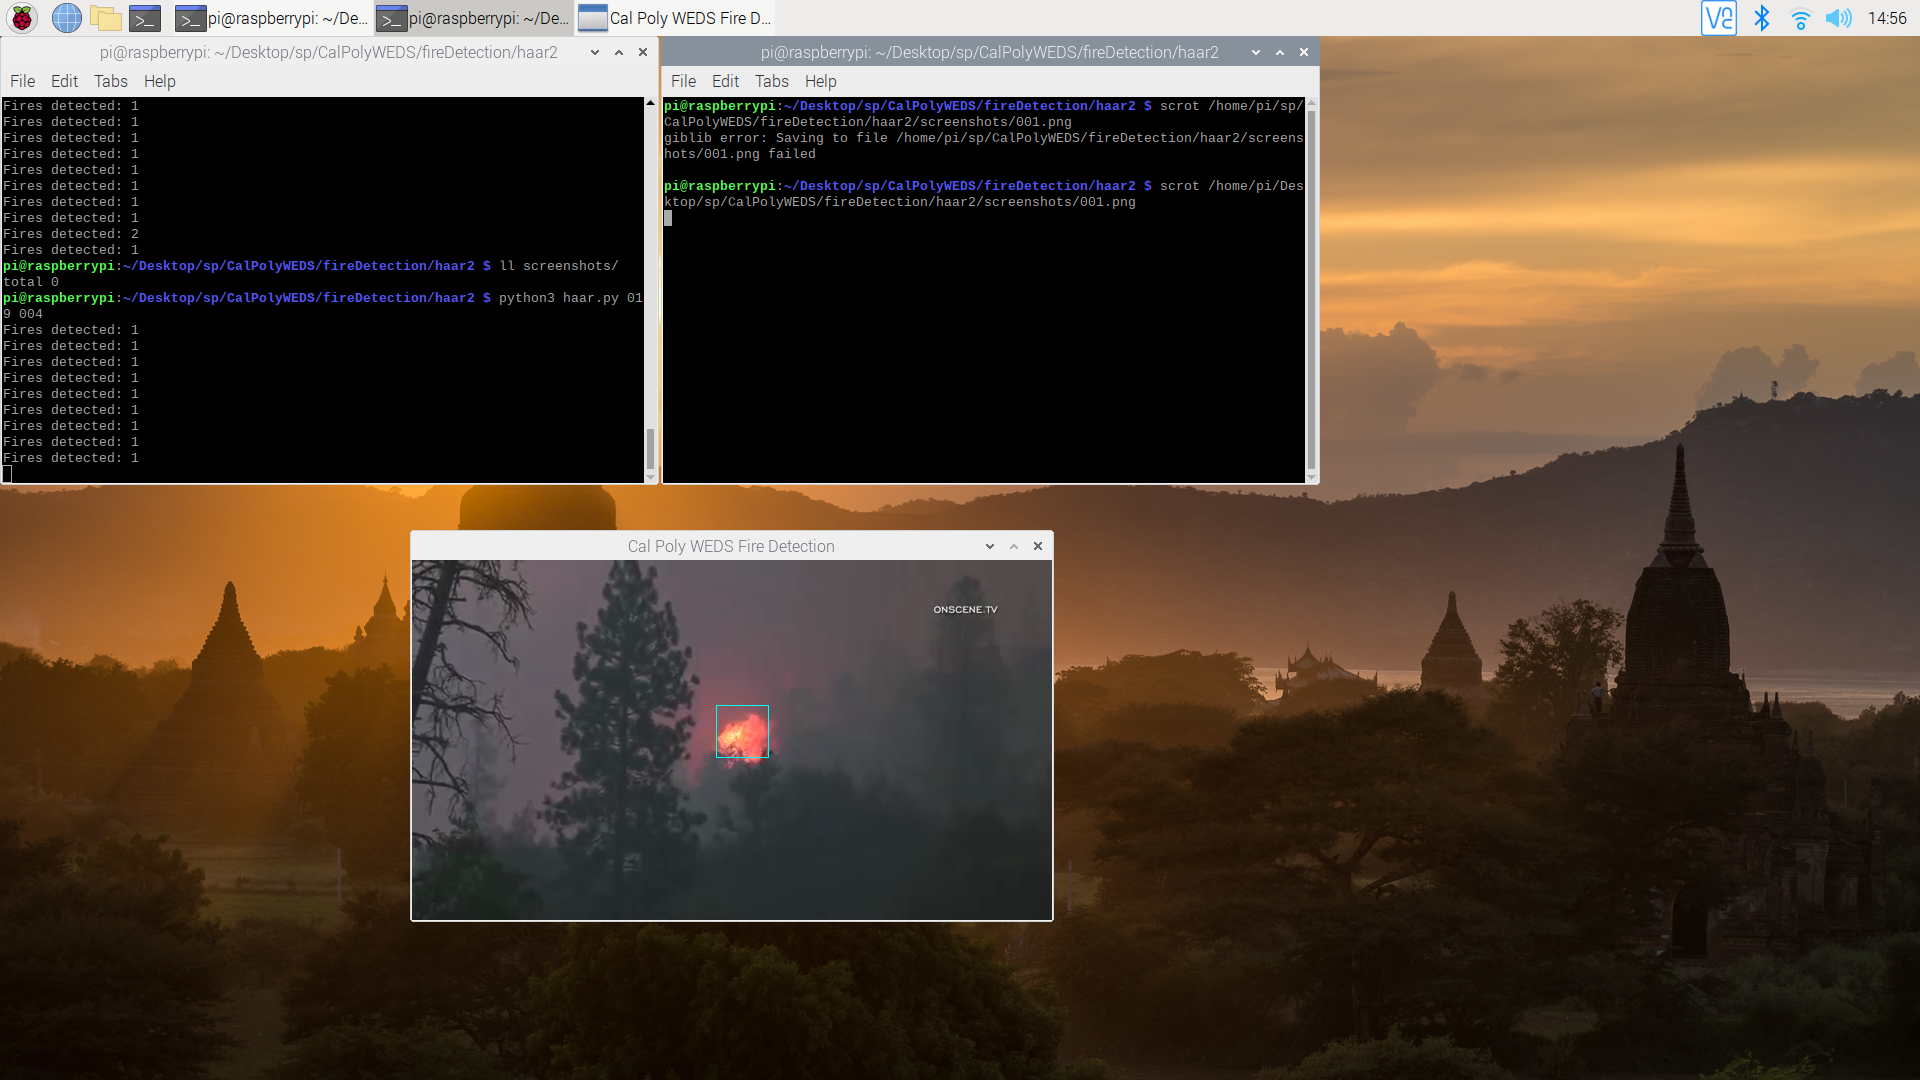 pi@raspberrypi: ~/De...
pi@raspberrypi: ~/De...
Cal Poly WEDS Fire D...
14:56
pi@raspberrypi: ~/Desktop/sp/CalPolyWEDS/fireDetection/haar2
File Edit Tabs Help
Fires detected: 1
Fires detected: 1
Fires detected: 1
Fires detected: 1
Fires detected: 1
Fires detected: 1
Fires detected: 1
Fires detected: 1
Fires detected: 2
Fires detected: 1
pi@raspberrypi:~/Desktop/sp/CalPolyWEDS/fireDetection/haar2 $ ll screenshots/
total 0
pi@raspberrypi:~/Desktop/sp/CalPolyWEDS/fireDetection/haar2 $ python3 haar.py 01
9 004
Fires detected: 1
Fires detected: 1
Fires detected: 1
Fires detected: 1
Fires detected: 1
Fires detected: 1
Fires detected: 1
Fires detected: 1
Fires detected: 1
pi@raspberrypi: ~/Desktop/sp/CalPolyWEDS/fireDetection/haar2
File Edit Tabs Help
pi@raspberrypi:~/Desktop/sp/CalPolyWEDS/fireDetection/haar2 $ scrot /home/pi/sp/
CalPolyWEDS/fireDetection/haar2/screenshots/001.png
giblib error: Saving to file /home/pi/sp/CalPolyWEDS/fireDetection/haar2/screens
hots/001.png failed
pi@raspberrypi:~/Desktop/sp/CalPolyWEDS/fireDetection/haar2 $ scrot /home/pi/Des
ktop/sp/CalPolyWEDS/fireDetection/haar2/screenshots/001.png
Cal Poly WEDS Fire Detection
ONSCENE.TV